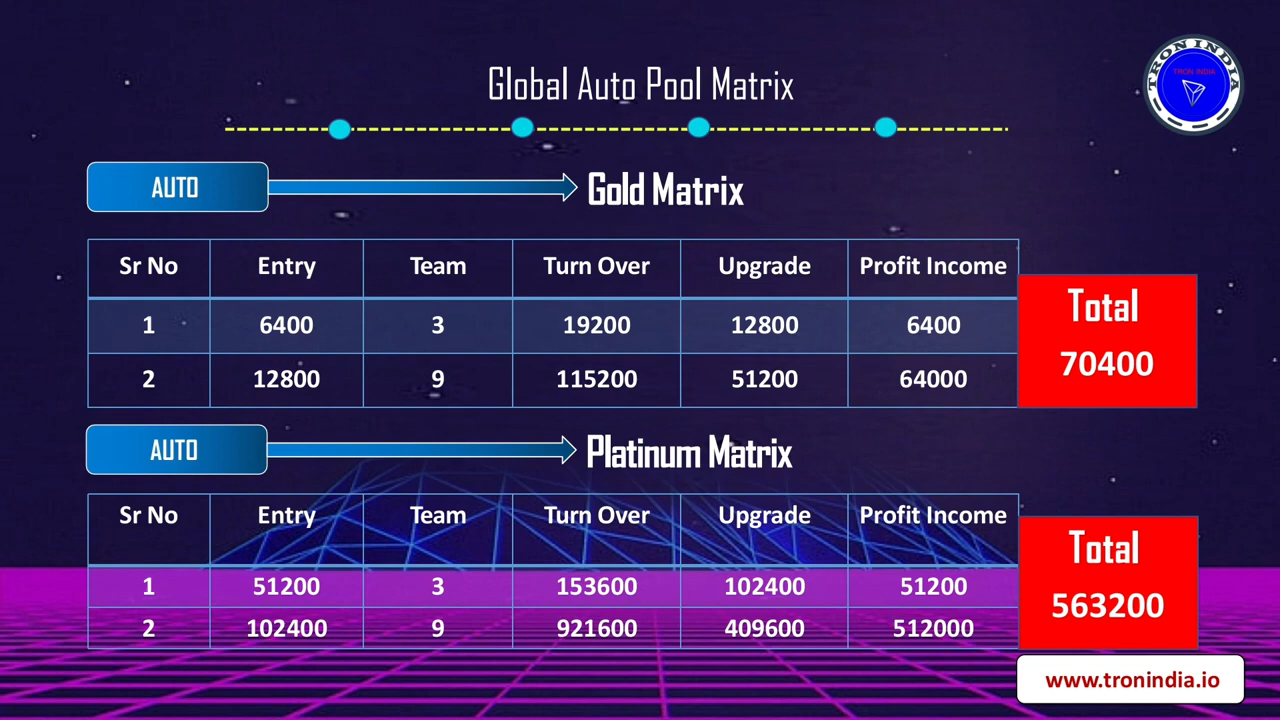 Global Auto Pool Matrix
TRON INDIA
TRON INDIA
AUTO
Gold Matrix
Sr No Entry Team Turn Over Upgrade Profit Income
1 6400 3 19200 12800 6400
2 12800 9 115200 51200 64000
Total
70400
AUTO
Platinum Matrix
Sr No Entry Team Turn Over Upgrade Profit Income
1 51200 3 153600 102400 51200
2 102400 9 921600 409600 512000
Total
563200
www.tronindia.io